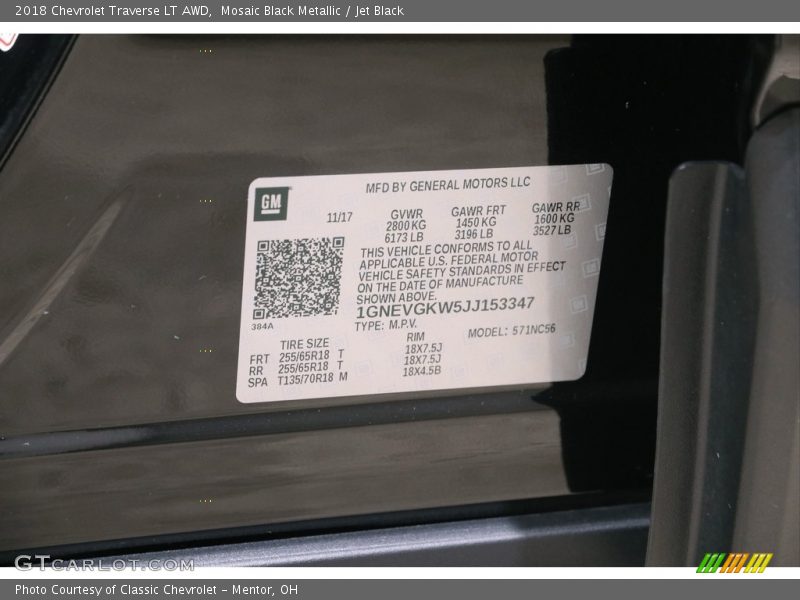 2018 Chevrolet Traverse LT AWD,  Mosaic Black Metallic / Jet Black
GM
MFD BY GENERAL MOTORS LLC
11/17
GVWR GAWR FRT GAWR RR
2800 KG 1450 KG 1600 KG
6173 LB 3196 LB 3527 LB
THIS VEHICLE CONFORMS TO ALL
APPLICABLE U.S. FEDERAL MOTOR
VEHICLE SAFETY STANDARDS IN EFFECT
ON THE DATE OF MANUFACTURE
SHOWN ABOVE.
1GNEVGKW5JJ153347
384A
TYPE: M.P.V. MODEL: 571NC56
TIRE SIZE RIM
FRT 255/65R18 T 18X7.5J
RR 255/65R18 T 18X7.5J
SPA T135/70R18 M 18X4.5B
GTCARLOT.COM
Photo Courtesy of Classic Chevrolet - Mentor, OH